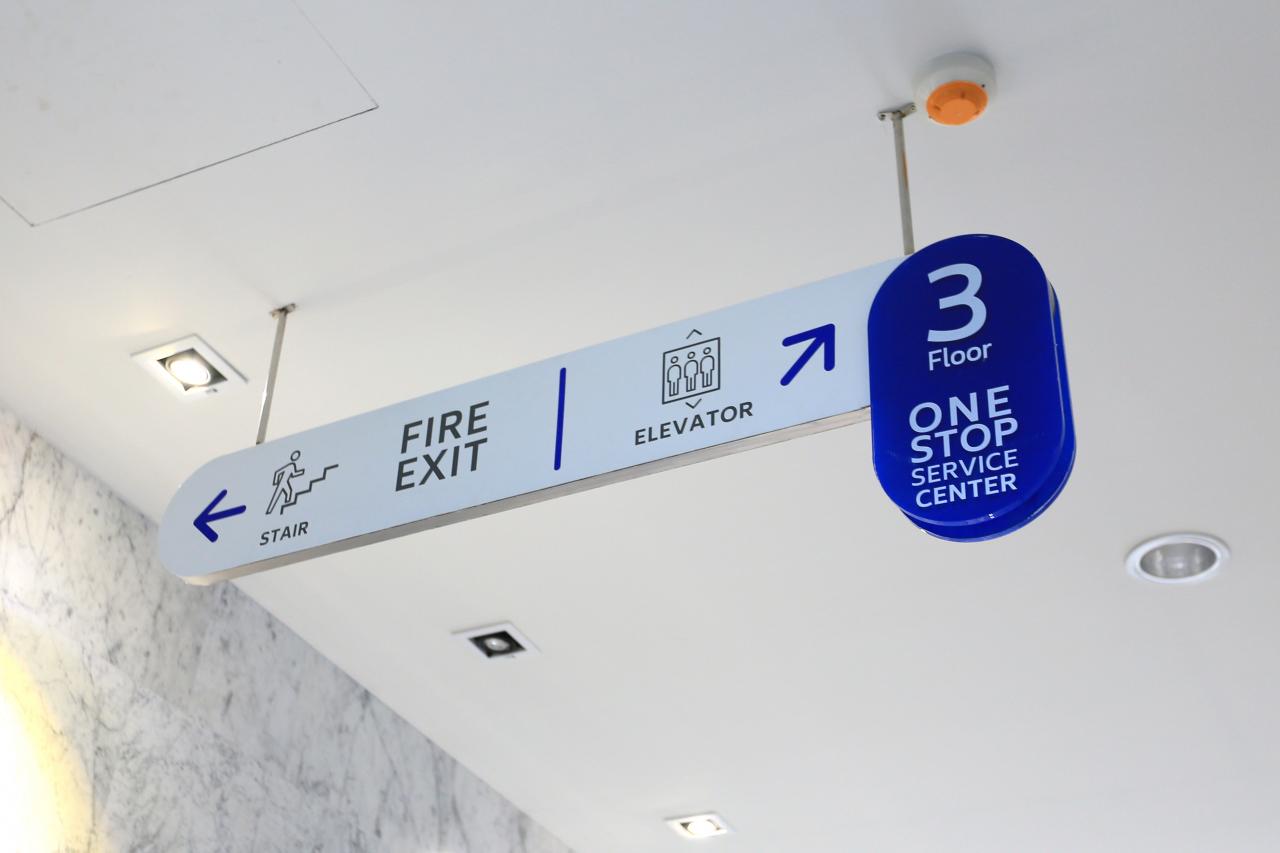 STAIR
FIRE
EXIT
ELEVATOR
3
Floor
ONE
STOP
SERVICE
CENTER